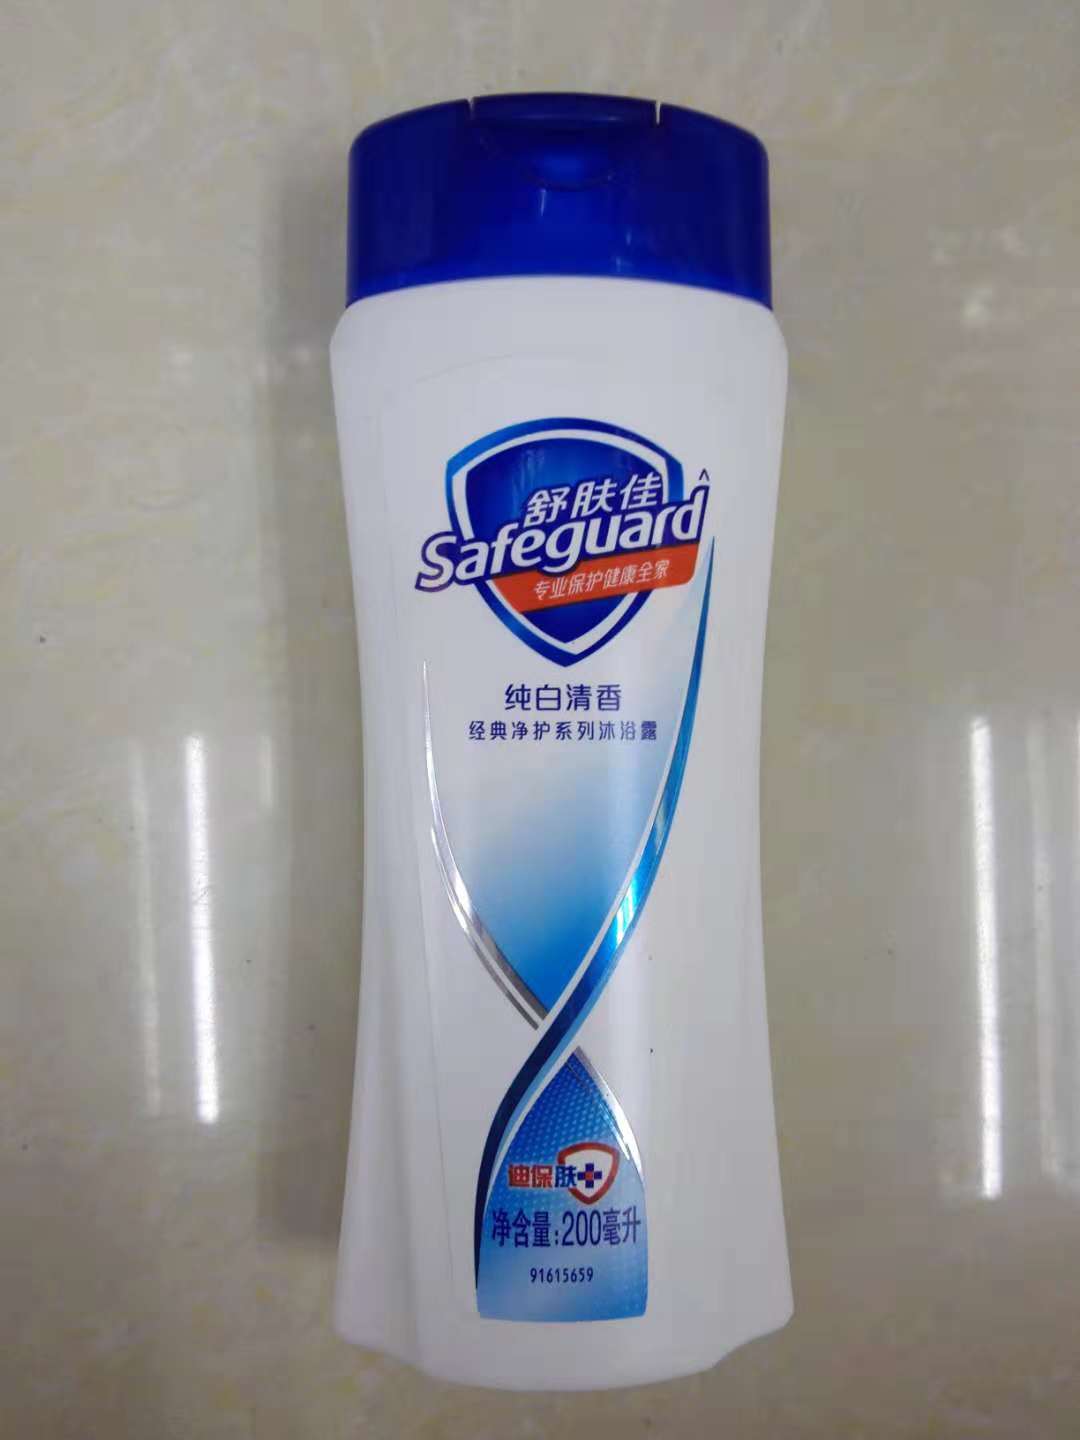 舒肤佳
Safeguard
专业保护健康全家
纯白清香
经典净护系列沐浴露
迪保肤
净含量:200毫升
91615659